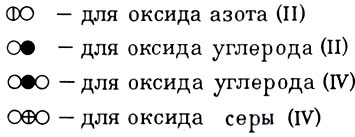 — для оксида азота (II)
— для оксида углерода (II)
— для оксида углерода (IV)
— для оксида серы (IV)